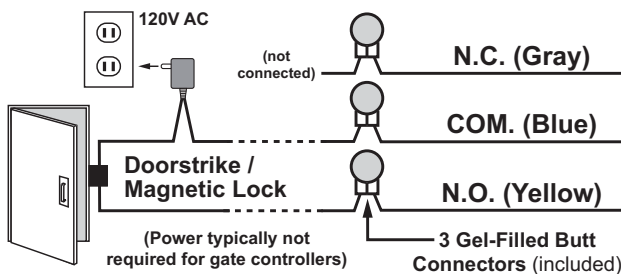 120V AC
(not
connected)
N.C. (Gray)
COM. (Blue)
Doorstrike /
Magnetic Lock
N.O. (Yellow)
(Power typically not
required for gate controllers)
3 Gel-Filled Butt
Connectors (included)